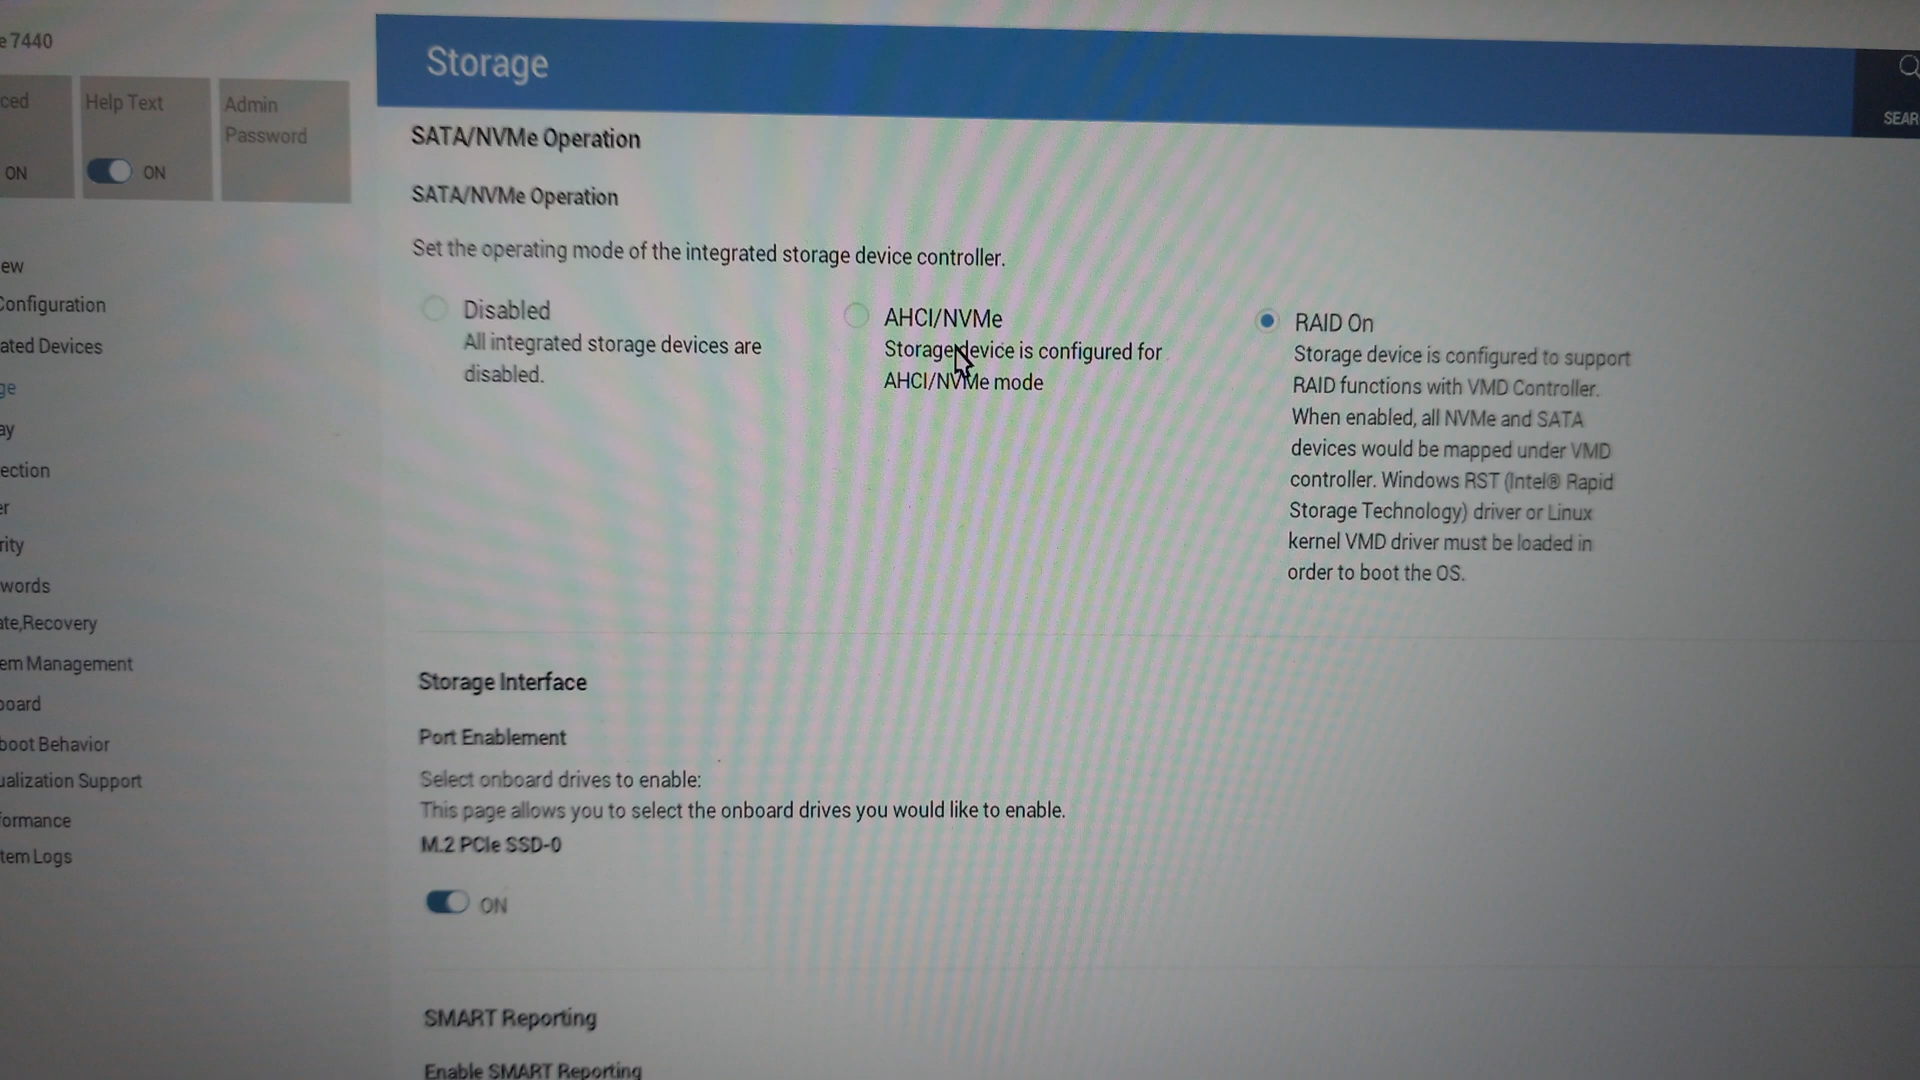 e 7440
ced
ON
Help Text
ON
Admin
Password
ew
Configuration
ated Devices
ge
ay
ection
er
rity
words
ate,Recovery
em Management
board
boot Behavior
ualization Support
formance
tem Logs
Storage
SEAR
SATA/NVMe Operation
SATA/NVMe Operation
Set the operating mode of the integrated storage device controller.
Disabled
All integrated storage devices are
disabled.
AHCI/NVMe
Storage device is configured for
AHCI/NVMe mode
RAID On
Storage device is configured to support
RAID functions with VMD Controller.
When enabled, all NVMe and SATA
devices would be mapped under VMD
controller. Windows RST (Intel® Rapid
Storage Technology) driver or Linux
kernel VMD driver must be loaded in
order to boot the OS.
Storage Interface
Port Enablement
Select onboard drives to enable:
This page allows you to select the onboard drives you would like to enable.
M.2 PCIe SSD-0
ON
SMART Reporting
Enable SMART Reporting